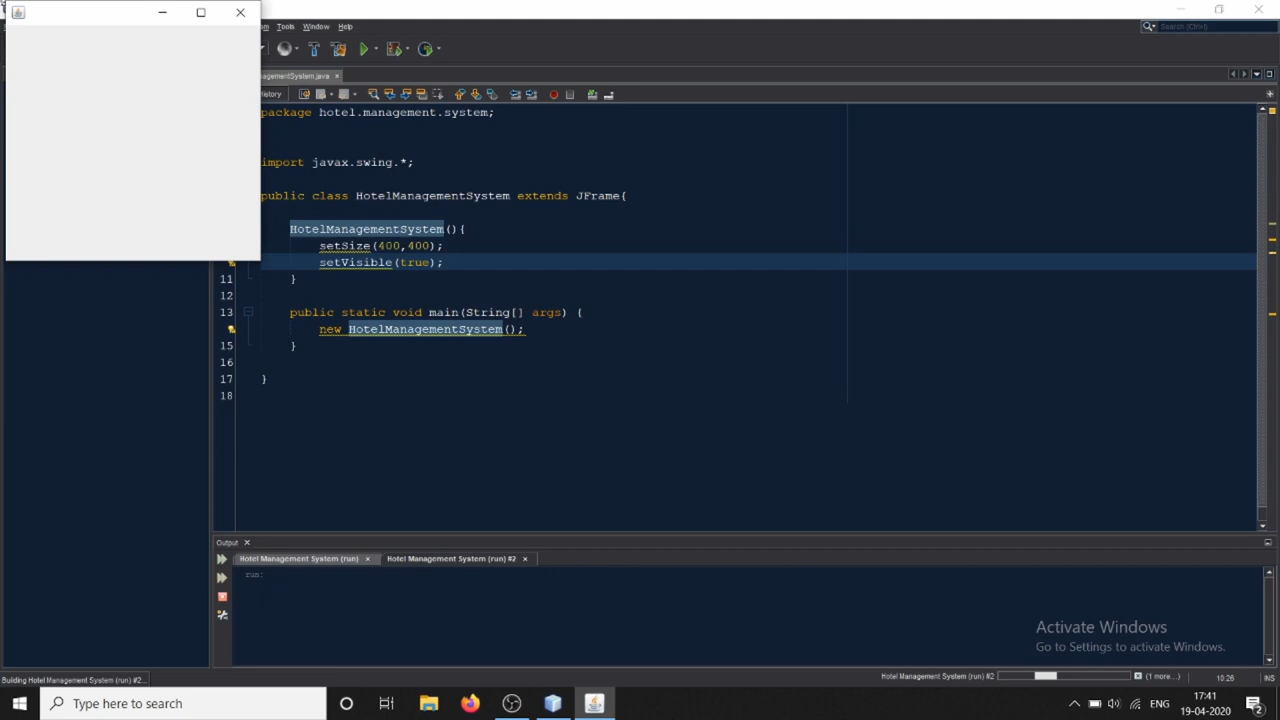 Tools Window Help
Search (Ctrl+I)
agementSystem.java
History
package hotel.management.system;
import javax.swing.*;
public class HotelManagementSystem extends JFrame{
HotelManagementSystem(){
setSize(400,400);
setVisible(true);
11 }
12
13 public static void main(String[] args) {
new HotelManagementSystem();
15 }
16
17 }
18
Output
Hotel Management System (run) Hotel Management System (run) #2
run:
Activate Windows
Go to Settings to activate Windows.
Building Hotel Management System (run) #2... Hotel Management System (run) #2 (1 more...) 10:26 INS
Type here to search
ENG 17:41
19-04-2020 2